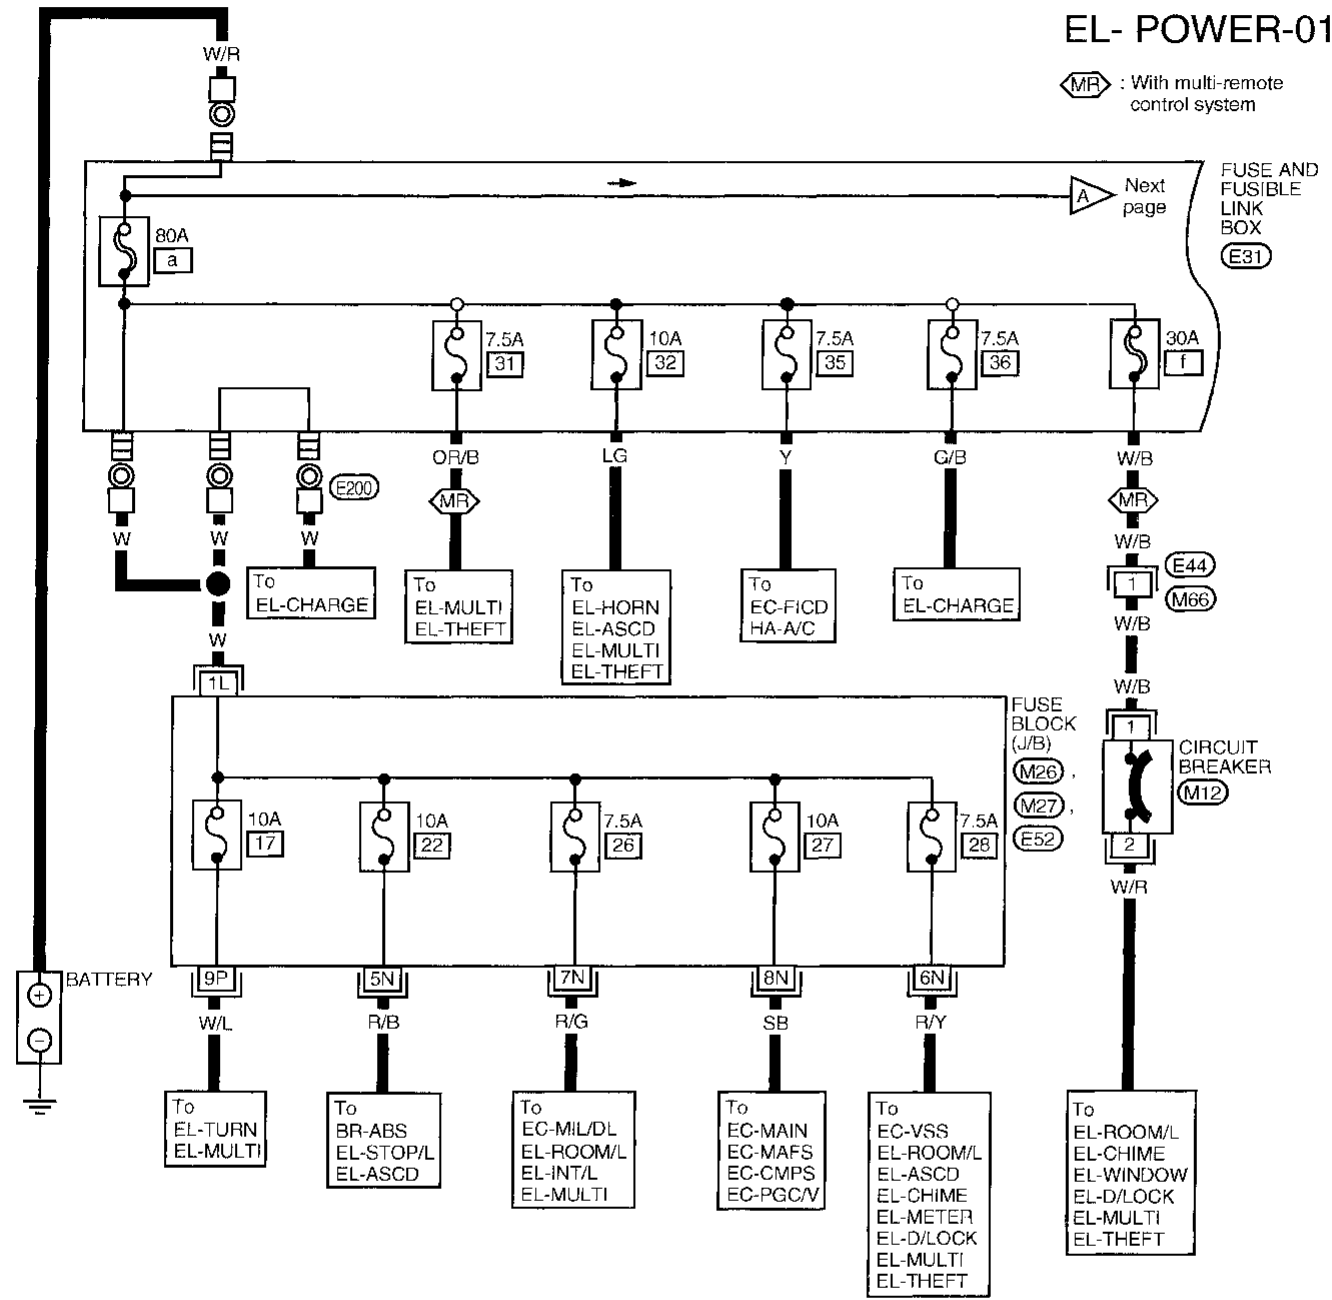 EL- POWER-01
W/R
MR : With multi-remote
control system
FUSE AND
FUSIBLE
LINK
BOX
E31
A
Next
page
80A
a
7.5A
31
10A
32
7.5A
35
7.5A
36
30A
f
OR/B
LG
Y
G/B
W/B
MR
MR
E200
W
W
W
W/B
To
EL-CHARGE
To
EL-MULTI
EL-THEFT
To
EL-HORN
EL-ASCD
EL-MULTI
EL-THEFT
To
EC-FICD
HA-A/C
To
EL-CHARGE
1
E44
M66
W/B
W
1L
W/B
FUSE
BLOCK
(J/B)
M26 ,
M27 ,
E52
1
CIRCUIT
BREAKER
M12
2
W/R
10A
17
10A
22
7.5A
26
10A
27
7.5A
28
BATTERY
+
−
9P
5N
7N
8N
6N
W/L
R/B
R/G
SB
R/Y
To
EL-TURN
EL-MULTI
To
BR-ABS
EL-STOP/L
EL-ASCD
To
EC-MIL/DL
EL-ROOM/L
EL-INT/L
EL-MULTI
To
EC-MAIN
EC-MAFS
EC-CMPS
EC-PGC/V
To
EC-VSS
EL-ROOM/L
EL-ASCD
EL-CHIME
EL-METER
EL-D/LOCK
EL-MULTI
EL-THEFT
To
EL-ROOM/L
EL-CHIME
EL-WINDOW
EL-D/LOCK
EL-MULTI
EL-THEFT